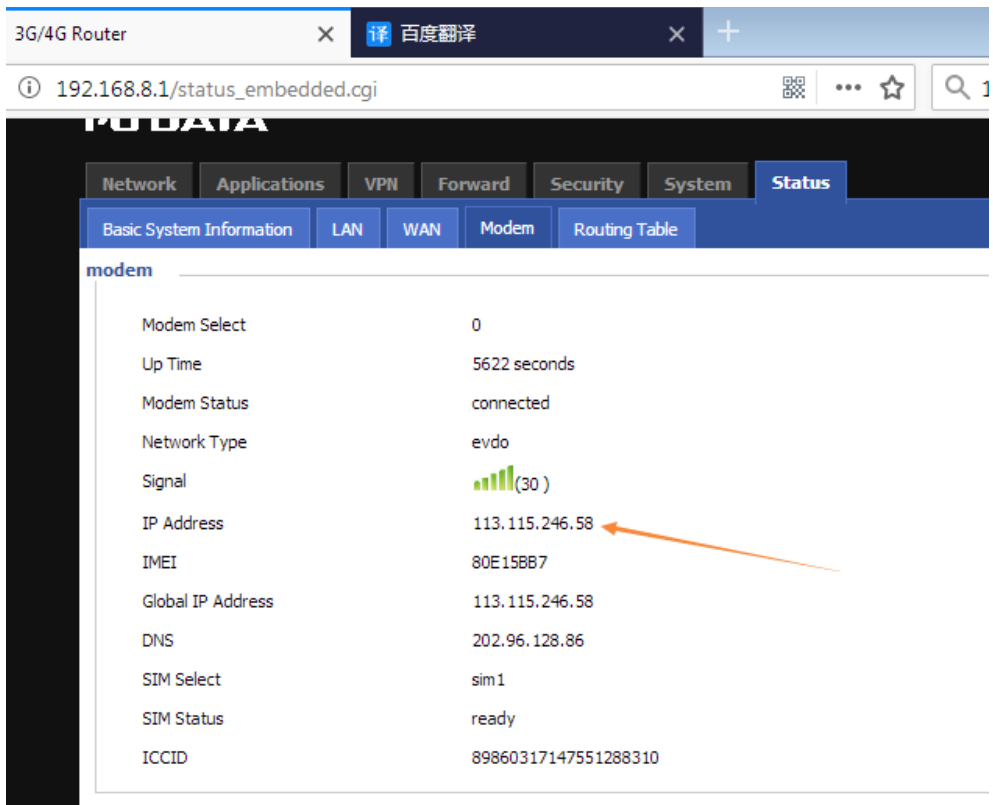 3G/4G Router
译 百度翻译
192.168.8.1/status_embedded.cgi
Network Applications VPN Forward Security System Status
Basic System Information LAN WAN Modem Routing Table
modem
Modem Select 0
Up Time 5622 seconds
Modem Status connected
Network Type evdo
Signal (30 )
IP Address 113.115.246.58
IMEI 80E15BB7
Global IP Address 113.115.246.58
DNS 202.96.128.86
SIM Select sim1
SIM Status ready
ICCID 89860317147551288310